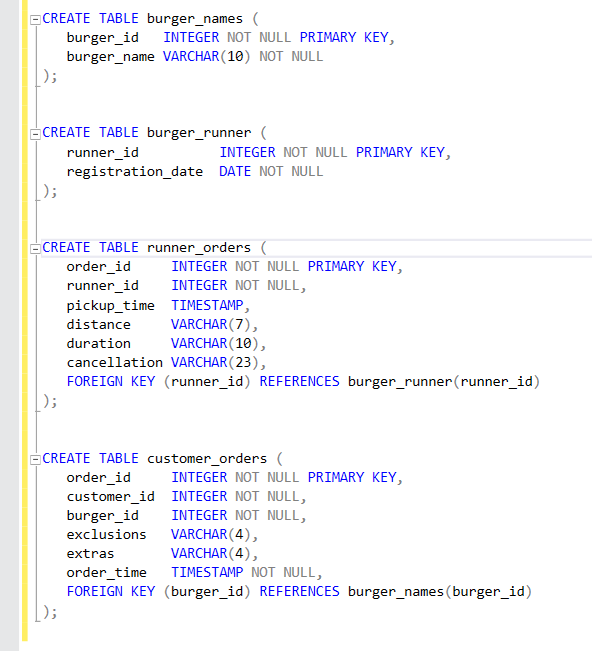 CREATE TABLE burger_names (
burger_id INTEGER NOT NULL PRIMARY KEY,
burger_name VARCHAR(10) NOT NULL
);
CREATE TABLE burger_runner (
runner_id INTEGER NOT NULL PRIMARY KEY,
registration_date DATE NOT NULL
);
CREATE TABLE runner_orders (
order_id INTEGER NOT NULL PRIMARY KEY,
runner_id INTEGER NOT NULL,
pickup_time TIMESTAMP,
distance VARCHAR(7),
duration VARCHAR(10),
cancellation VARCHAR(23),
FOREIGN KEY (runner_id) REFERENCES burger_runner(runner_id)
);
CREATE TABLE customer_orders (
order_id INTEGER NOT NULL PRIMARY KEY,
customer_id INTEGER NOT NULL,
burger_id INTEGER NOT NULL,
exclusions VARCHAR(4),
extras VARCHAR(4),
order_time TIMESTAMP NOT NULL,
FOREIGN KEY (burger_id) REFERENCES burger_names(burger_id)
);